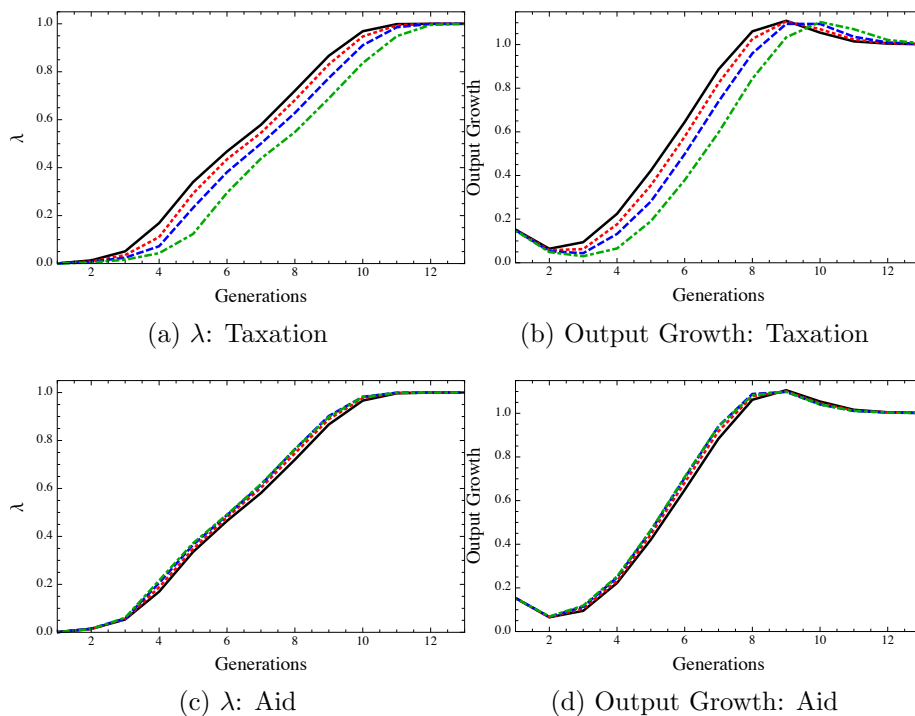 1.0
0.8
0.6
0.4
0.2
0.0
λ
2 4 6 8 10 12
Generations
(a) λ: Taxation
1.0
0.8
0.6
0.4
0.2
0.0
Output Growth
2 4 6 8 10 12
Generations
(b) Output Growth: Taxation
1.0
0.8
0.6
0.4
0.2
0.0
λ
2 4 6 8 10 12
Generations
(c) λ: Aid
1.0
0.8
0.6
0.4
0.2
0.0
Output Growth
2 4 6 8 10 12
Generations
(d) Output Growth: Aid